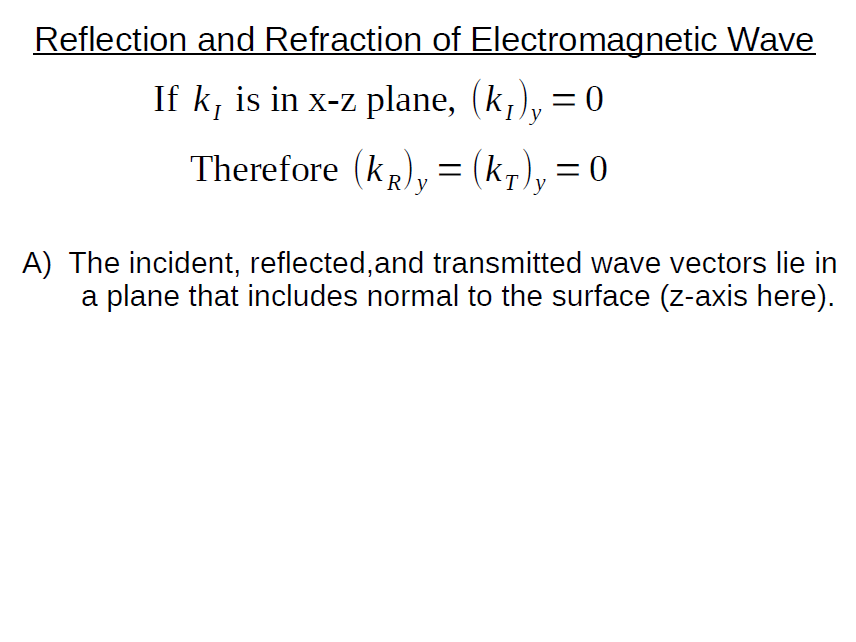 Reflection and Refraction of Electromagnetic Wave
If k_I is in x-z plane, (k_I)_y = 0
Therefore (k_R)_y = (k_T)_y = 0
A) The incident, reflected,and transmitted wave vectors lie in
a plane that includes normal to the surface (z-axis here).